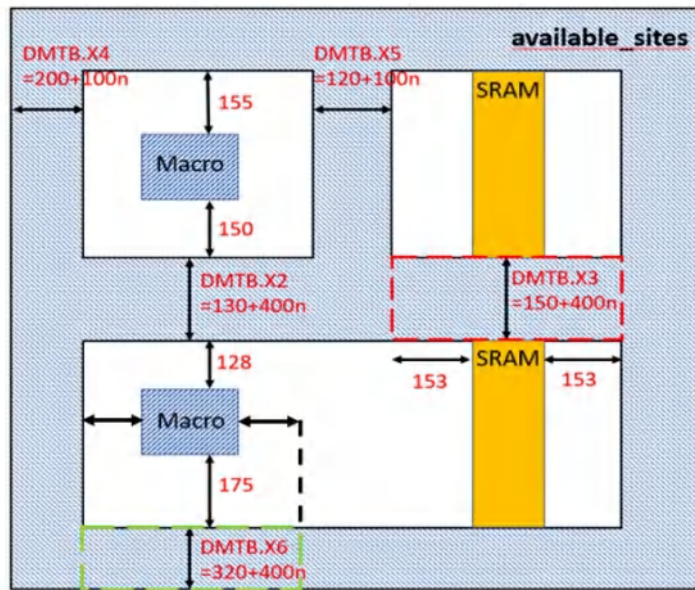 available_sites
DMTB.X4
=200+100n
DMTB.X5
=120+100n
155
SRAM
Macro
150
DMTB.X2
=130+400n
DMTB.X3
=150+400n
128
SRAM
153
153
Macro
175
DMTB.X6
=320+400n